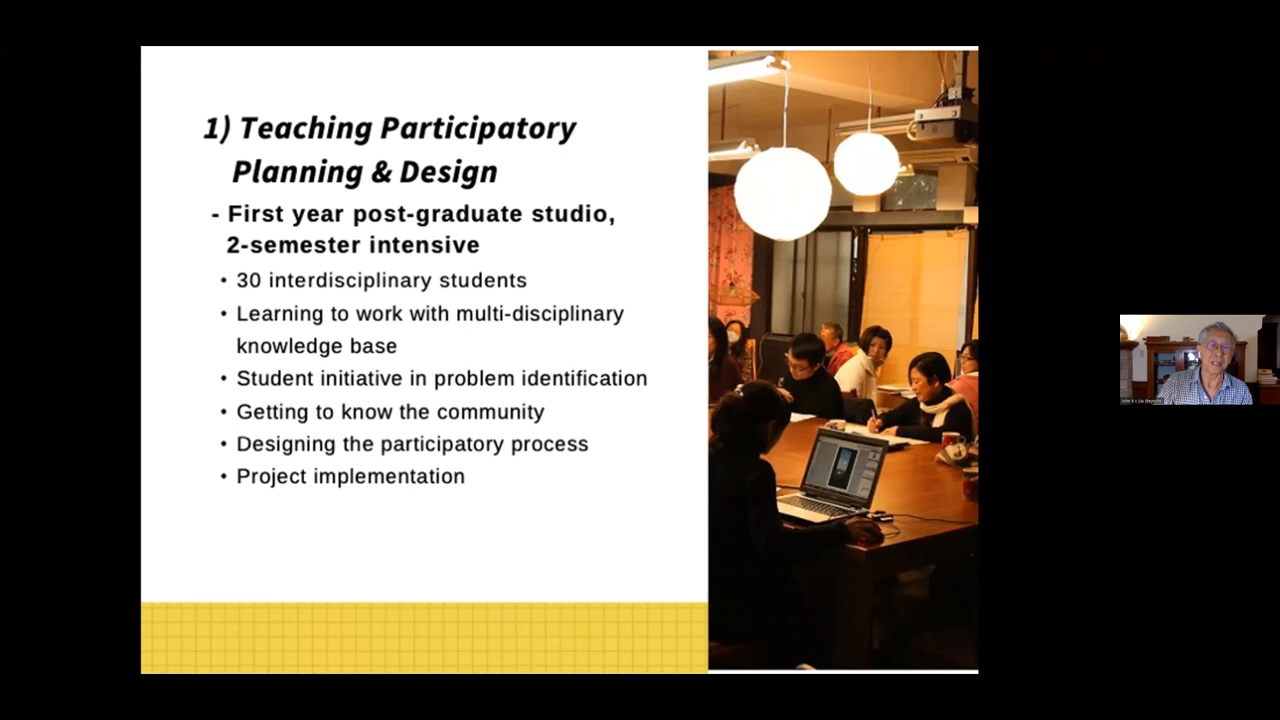 1) Teaching Participatory
Planning & Design
- First year post-graduate studio,
2-semester intensive
• 30 interdisciplinary students
• Learning to work with multi-disciplinary
knowledge base
• Student initiative in problem identification
• Getting to know the community
• Designing the participatory process
• Project implementation